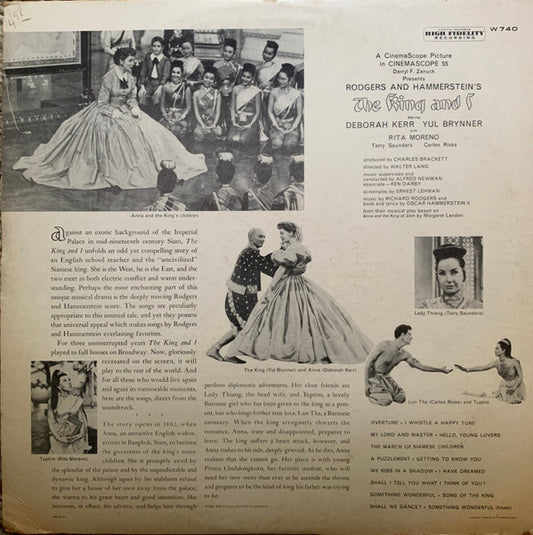 498
HIGH FIDELITY
RECORDING
W 740
A CinemaScope Picture
in CINEMASCOPE 55
Darryl F. Zanuck
Presents
RODGERS AND HAMMERSTEIN'S
The King and I
starring
DEBORAH KERR YUL BRYNNER
with
RITA MORENO
Terry Saunders Carlos Rivas
produced by CHARLES BRACKETT
directed by WALTER LANG
music supervised and
conducted by ALFRED NEWMAN
associate—KEN DARBY
screenplay by ERNEST LEHMAN
music by RICHARD RODGERS and
book and lyrics by OSCAR HAMMERSTEIN II
from their musical play based on
Anna and the King of Siam by Margaret Landon
Anna and the King's children
Against an exotic background of the Imperial
Palace in mid-nineteenth century Siam, The
King and I unfolds an odd yet compelling story of
an English school teacher and the "uncivilized"
Siamese king. She is the West, he is the East, and the
two meet in both electric conflict and warm under-
standing. Perhaps the most enchanting part of this
unique musical drama is the deeply moving Rodgers
and Hammerstein score. The songs are peculiarly
appropriate to this unusual tale, and yet they possess
that universal appeal which makes songs by Rodgers
and Hammerstein everlasting favorites.
For three uninterrupted years The King and I
played to full houses on Broadway. Now, gloriously
recreated on the screen, it will
play to the rest of the world. And
for all those who would live again
and again its memorable moments,
here are the songs, direct from the
soundtrack.
. . .
The story opens in 1862, when
Anna, an attractive English widow,
arrives in Bangkok, Siam, to become
the governess of the king's many
children. She is promptly awed by
the splendor of the palace and by the unpredictable and
dynamic king. Although upset by his stubborn refusal
to give her a house of her own away from the palace,
she warms to his great heart and good intentions. She
becomes, in effect, his adviser, and helps him through
Tuptim (Rita Moreno)
The King (Yul Brynner) and Anna (Deborah Kerr)
perilous diplomatic adventures. Her close friends are
Lady Thiang, the head wife, and Tuptim, a lovely
Burmese girl who has been given to the king as a pres-
ent, but who longs for her true love, Lun Tha, a Burmese
emissary. When the king arrogantly thwarts the
romance, Anna, irate and disappointed, prepares to
leave. The king suffers a heart attack, however, and
Anna rushes to his side, deeply grieved. As he dies, Anna
realizes that she cannot go. Her place is with young
Prince Chulalongkorn, her favorite student, who will
need her now more than ever as he ascends the throne
and prepares to be the kind of king his father was trying
to be.
Lady Thiang (Terry Saunders)
Lun Tha (Carlos Rivas) and Tuptim
OVERTURE • I WHISTLE A HAPPY TUNE
MY LORD AND MASTER • HELLO, YOUNG LOVERS
THE MARCH OF SIAMESE CHILDREN
A PUZZLEMENT • GETTING TO KNOW YOU
WE KISS IN A SHADOW • I HAVE DREAMED
SHALL I TELL YOU WHAT I THINK OF YOU?
SOMETHING WONDERFUL • SONG OF THE KING
SHALL WE DANCE? • SOMETHING WONDERFUL (finale)